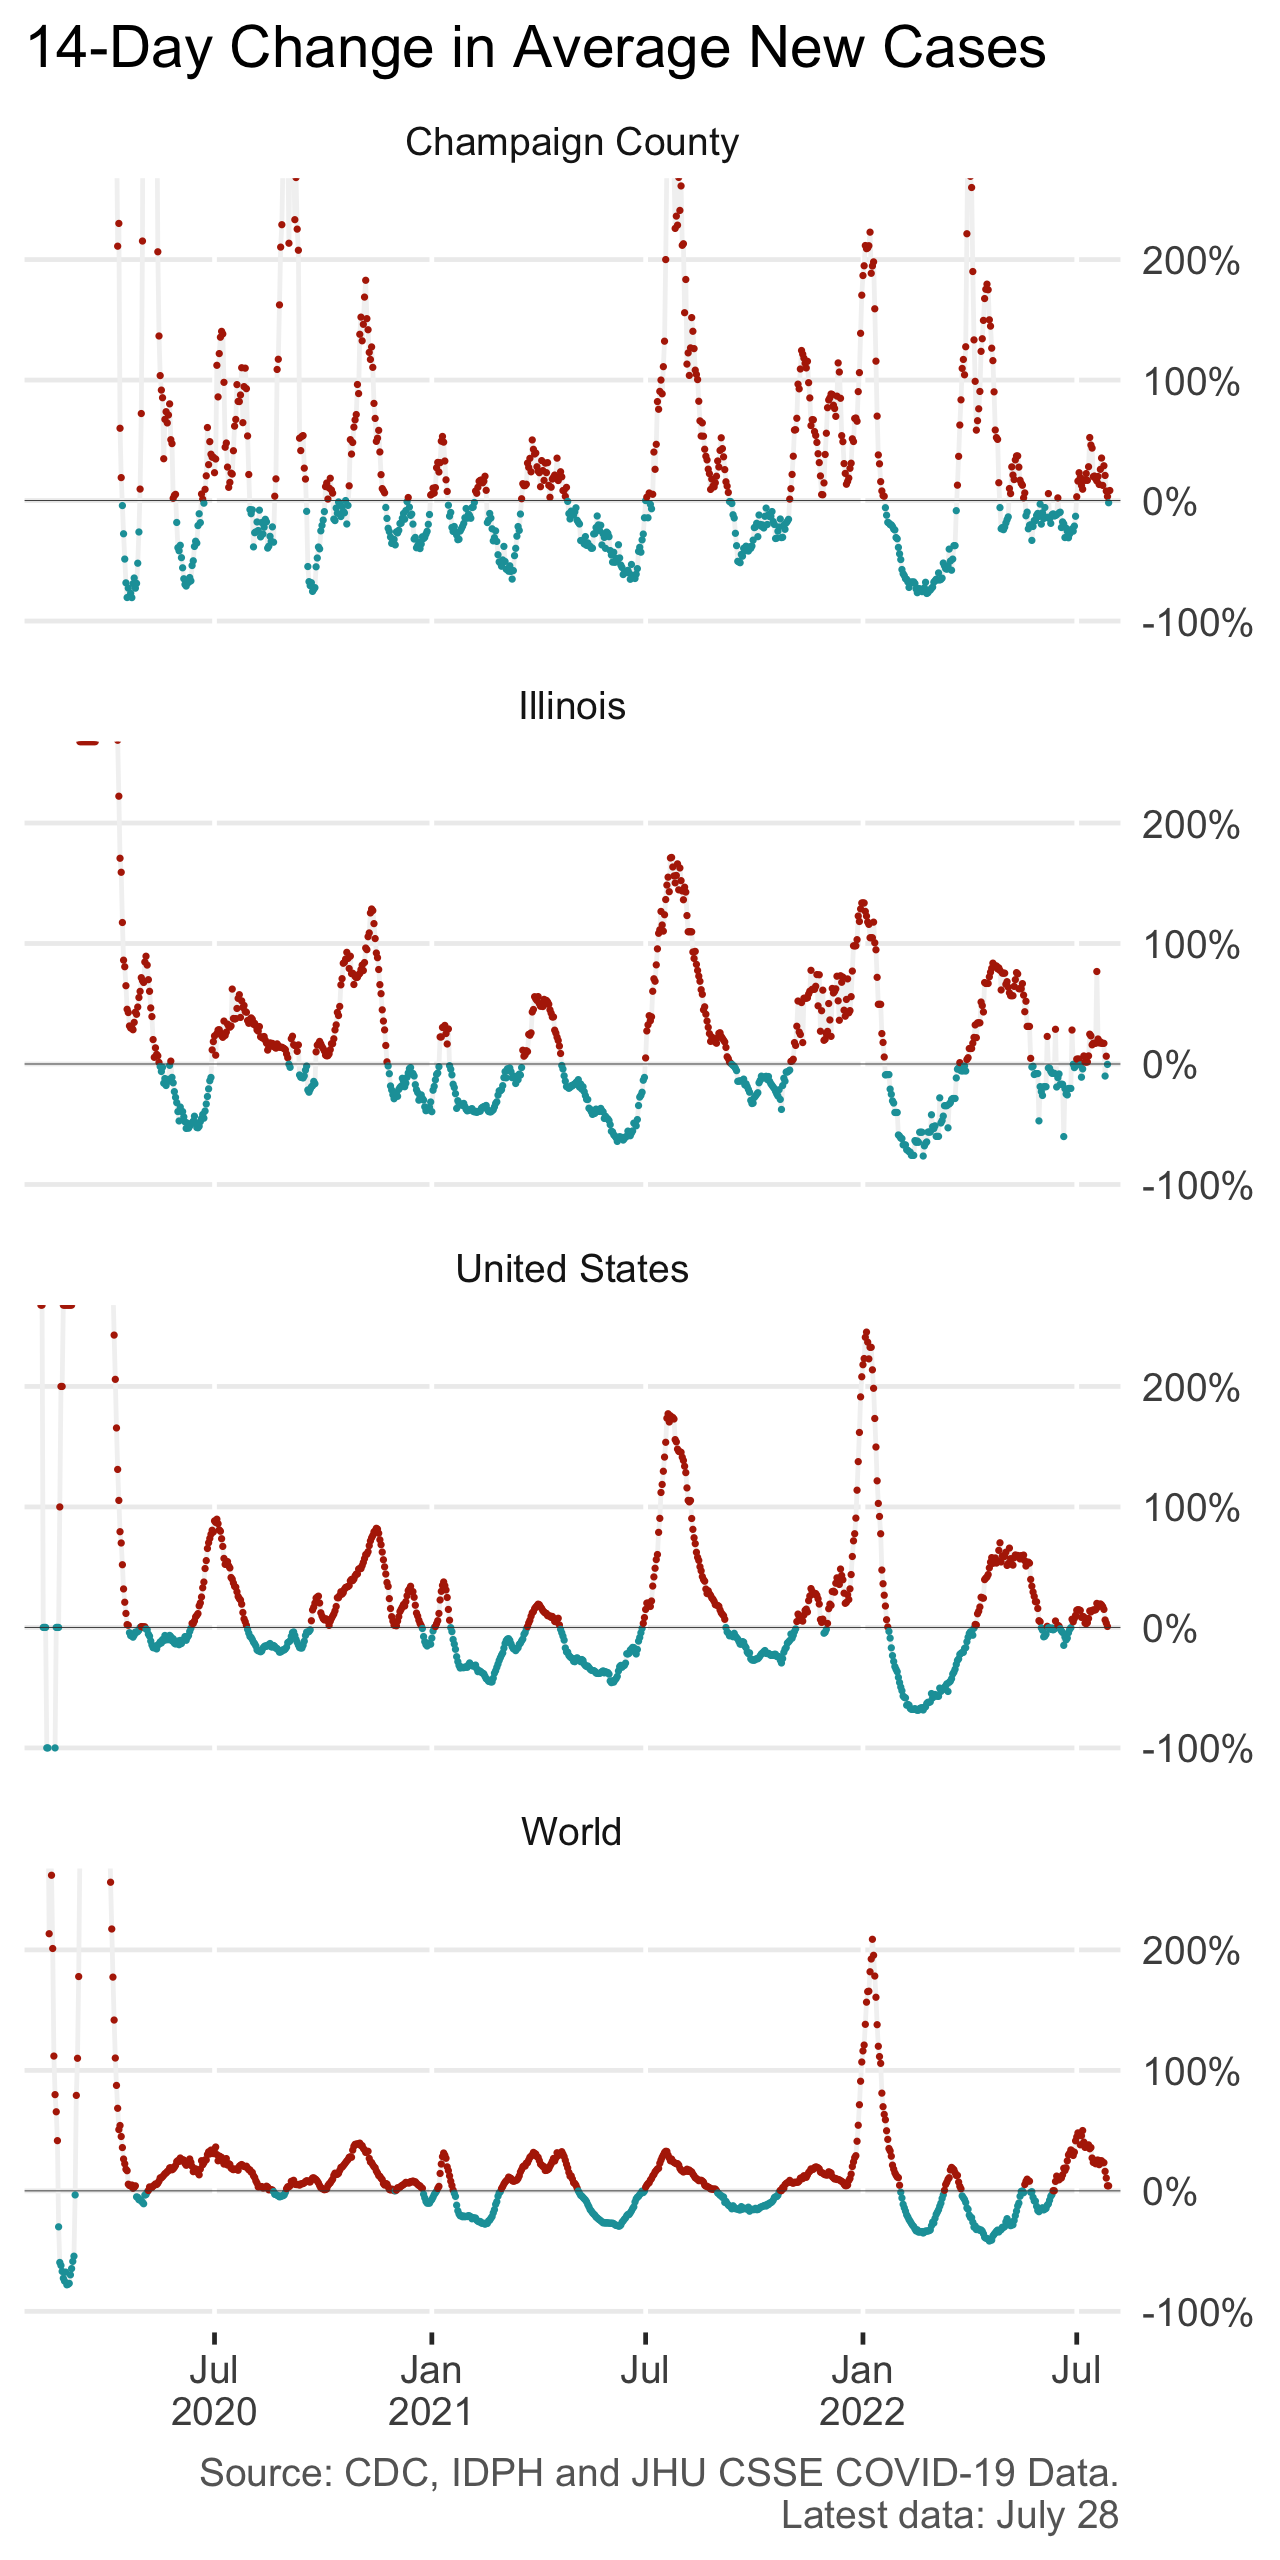 14-Day Change in Average New Cases
Champaign County
200%
100%
0%
-100%
Illinois
200%
100%
0%
-100%
United States
200%
100%
0%
-100%
World
200%
100%
0%
-100%
Jul Jan Jul Jan Jul
2020 2021 2022
Source: CDC, IDPH and JHU CSSE COVID-19 Data.
Latest data: July 28